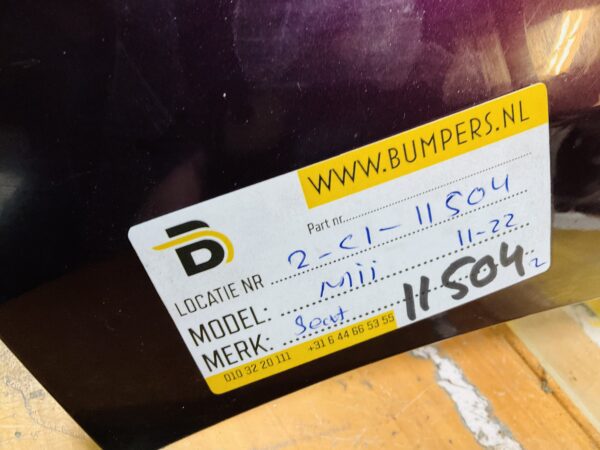 WWW.BUMPERS.NL
Part nr.
LOCATIE NR 2-C1-11504
MODEL: Mii 11-22
MERK: Seat 11504 2
010 32 20 111 +31 6 44 66 53 55